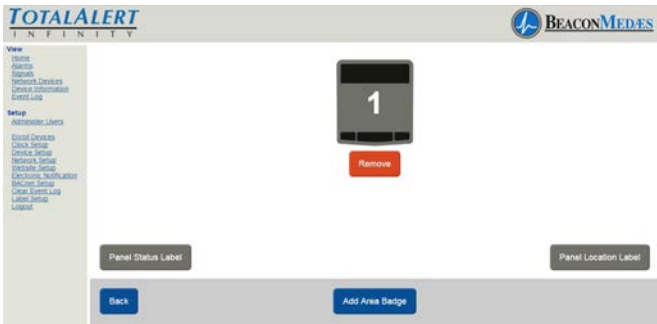 TOTALALERT
INFINITY
BEACONMEDÆS
View
Home
Alarms
Signals
Network Devices
Device Information
Event Log
Setup
Administer Users
Enroll Devices
Clock Setup
Device Setup
Network Setup
Website Setup
Electronic Notification
BACnet Setup
Clear Event Log
Label Setup
Logout
1
Remove
Panel Status Label
Panel Location Label
Back
Add Area Badge